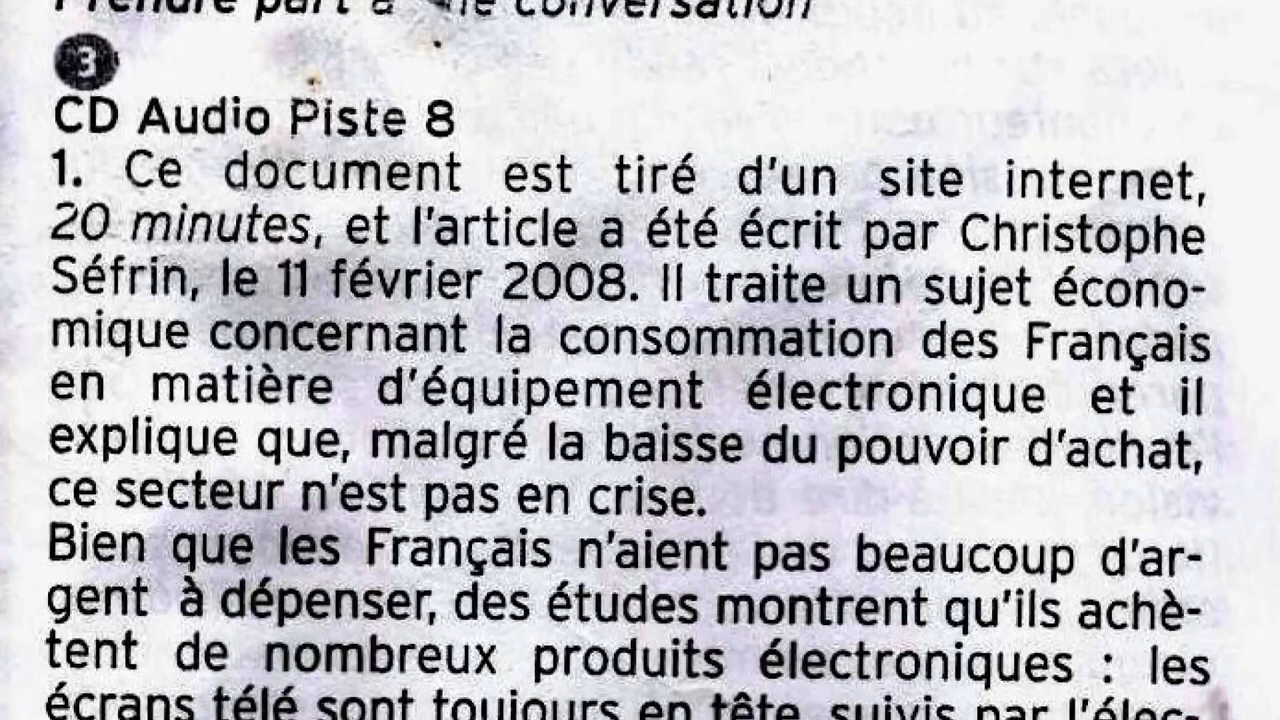 Prendre part à une conversation
3
CD Audio Piste 8
1. Ce document est tiré d'un site internet,
20 minutes, et l'article a été écrit par Christophe
Séfrin, le 11 février 2008. Il traite un sujet écono-
mique concernant la consommation des Français
en matière d'équipement électronique et il
explique que, malgré la baisse du pouvoir d'achat,
ce secteur n'est pas en crise.
Bien que les Français n'aient pas beaucoup d'ar-
gent à dépenser, des études montrent qu'ils achè-
tent de nombreux produits électroniques : les
écrans télé sont toujours en tête, suivis par l'élec-